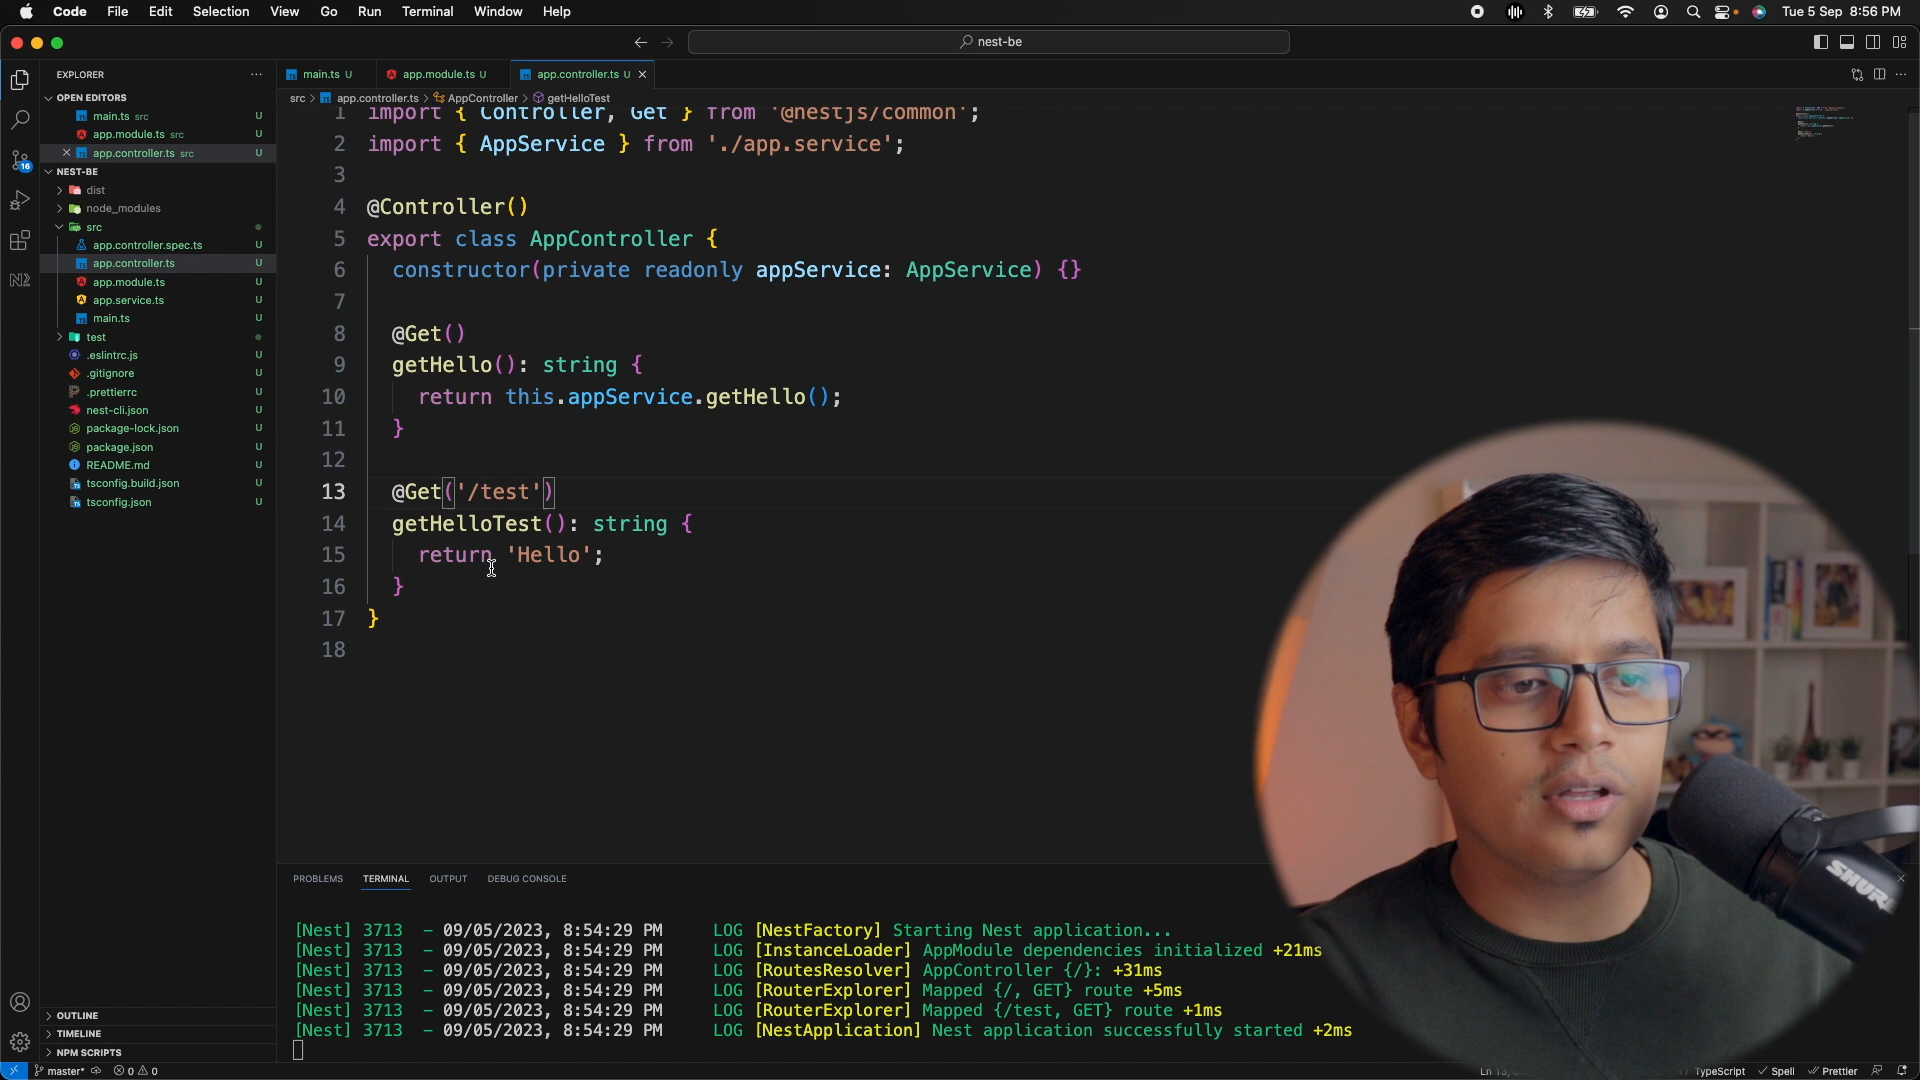 Code File Edit Selection View Go Run Terminal Window Help Tue 5 Sep 8:56 PM
nest-be
EXPLORER
OPEN EDITORS
main.ts src U
app.module.ts src U
app.controller.ts src U
NEST-BE
dist
node_modules
src
app.controller.spec.ts U
app.controller.ts U
app.module.ts U
app.service.ts U
main.ts U
test
.eslintrc.js U
.gitignore U
.prettierrc U
nest-cli.json U
package-lock.json U
package.json U
README.md U
tsconfig.build.json U
tsconfig.json U
OUTLINE
TIMELINE
NPM SCRIPTS
16
main.ts U app.module.ts U app.controller.ts U
src > app.controller.ts > AppController > getHelloTest
1 import { Controller, Get } from '@nestjs/common';
2 import { AppService } from './app.service';
3
4 @Controller()
5 export class AppController {
6 constructor(private readonly appService: AppService) {}
7
8 @Get()
9 getHello(): string {
10 return this.appService.getHello();
11 }
12
13 @Get('/test')
14 getHelloTest(): string {
15 return 'Hello';
16 }
17 }
18
PROBLEMS TERMINAL OUTPUT DEBUG CONSOLE
[Nest] 3713 - 09/05/2023, 8:54:29 PM LOG [NestFactory] Starting Nest application...
[Nest] 3713 - 09/05/2023, 8:54:29 PM LOG [InstanceLoader] AppModule dependencies initialized +21ms
[Nest] 3713 - 09/05/2023, 8:54:29 PM LOG [RoutesResolver] AppController {/}: +31ms
[Nest] 3713 - 09/05/2023, 8:54:29 PM LOG [RouterExplorer] Mapped {/, GET} route +5ms
[Nest] 3713 - 09/05/2023, 8:54:29 PM LOG [RouterExplorer] Mapped {/test, GET} route +1ms
[Nest] 3713 - 09/05/2023, 8:54:29 PM LOG [NestApplication] Nest application successfully started +2ms
SHURE
master* 0 0 TypeScript Spell Prettier